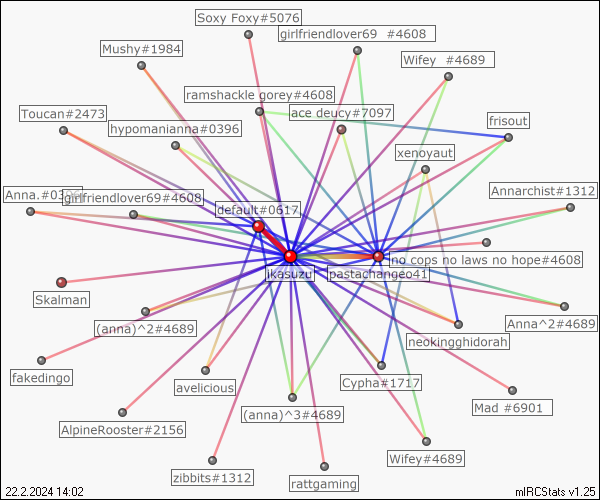 Soxy Foxy#5076
girlfriendlover69 #4608
Mushy#1984
Wifey #4689
ramshackle gorey#4608
ace deucy#7097
Toucan#2473
hypomanianna#0396
frisout
xenoyaut
Anna.#03
girlfriendlover69#4608
Annarchist#1312
default#0617
no cops no laws no hope#4608
ikasuzu
pastachangeo41
Skalman
(anna)^2#4689
Anna^2#4689
neokingghidorah
fakedingo
avelicious
Cypha#1717
(anna)^3#4689
Mad #6901
AlpineRooster#2156
Wifey#4689
zibbits#1312
rattgaming
22.2.2024 14:02
mIRCStats v1.25